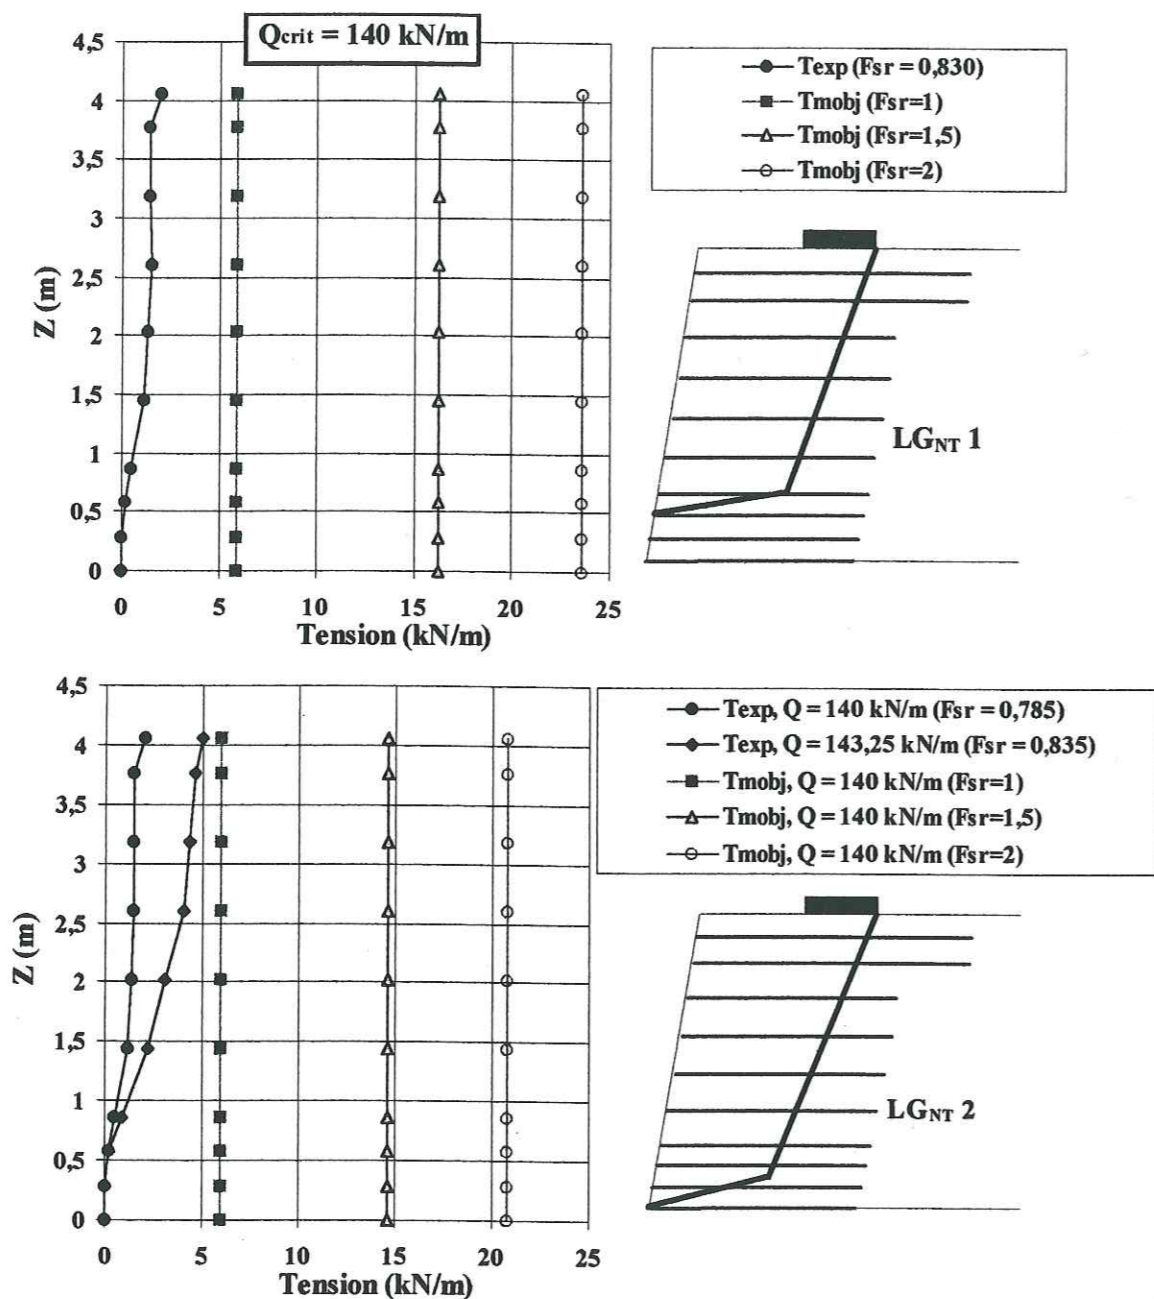 Qcrit = 140 kN/m
4,5
4
3,5
3
2,5
2
1,5
1
0,5
0
Z (m)
0 5 10 15 20 25
Tension (kN/m)
Texp (Fsr = 0,830)
Tmobj (Fsr=1)
Tmobj (Fsr=1,5)
Tmobj (Fsr=2)
LGNT 1
4,5
4
3,5
3
2,5
2
1,5
1
0,5
0
Z (m)
0 5 10 15 20 25
Tension (kN/m)
Texp, Q = 140 kN/m (Fsr = 0,785)
Texp, Q = 143,25 kN/m (Fsr = 0,835)
Tmobj, Q = 140 kN/m (Fsr=1)
Tmobj, Q = 140 kN/m (Fsr=1,5)
Tmobj, Q = 140 kN/m (Fsr=2)
LGNT 2